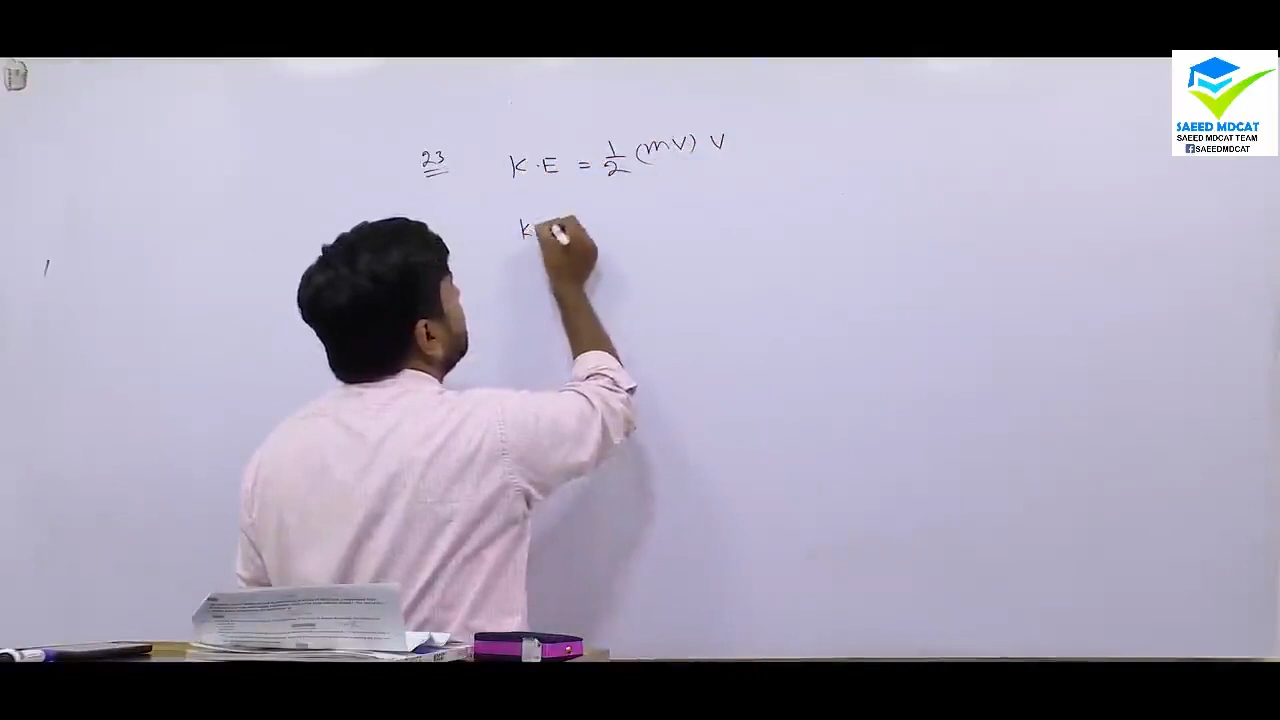 23 K.E = 1/2 (mV) V
K
SAEED MDCAT
SAEED MDCAT TEAM
SAEEDMDCAT